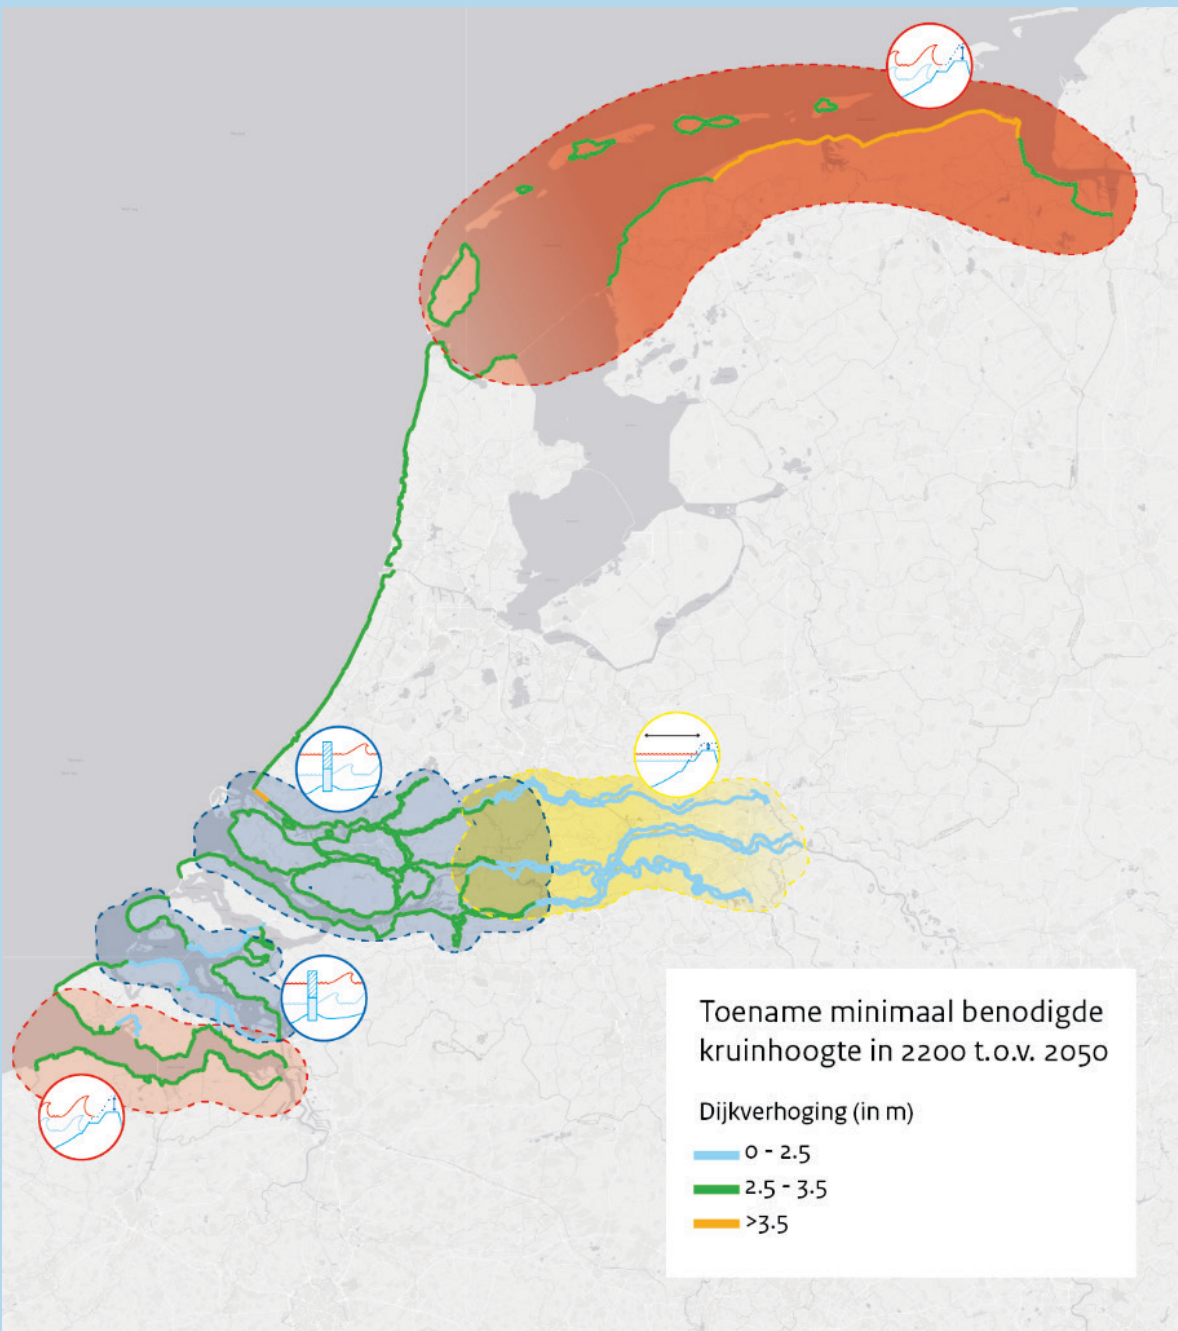 Toename minimaal benodigde
kruinhoogte in 2200 t.o.v. 2050
Dijkverhoging (in m)
0 - 2.5
2.5 - 3.5
>3.5